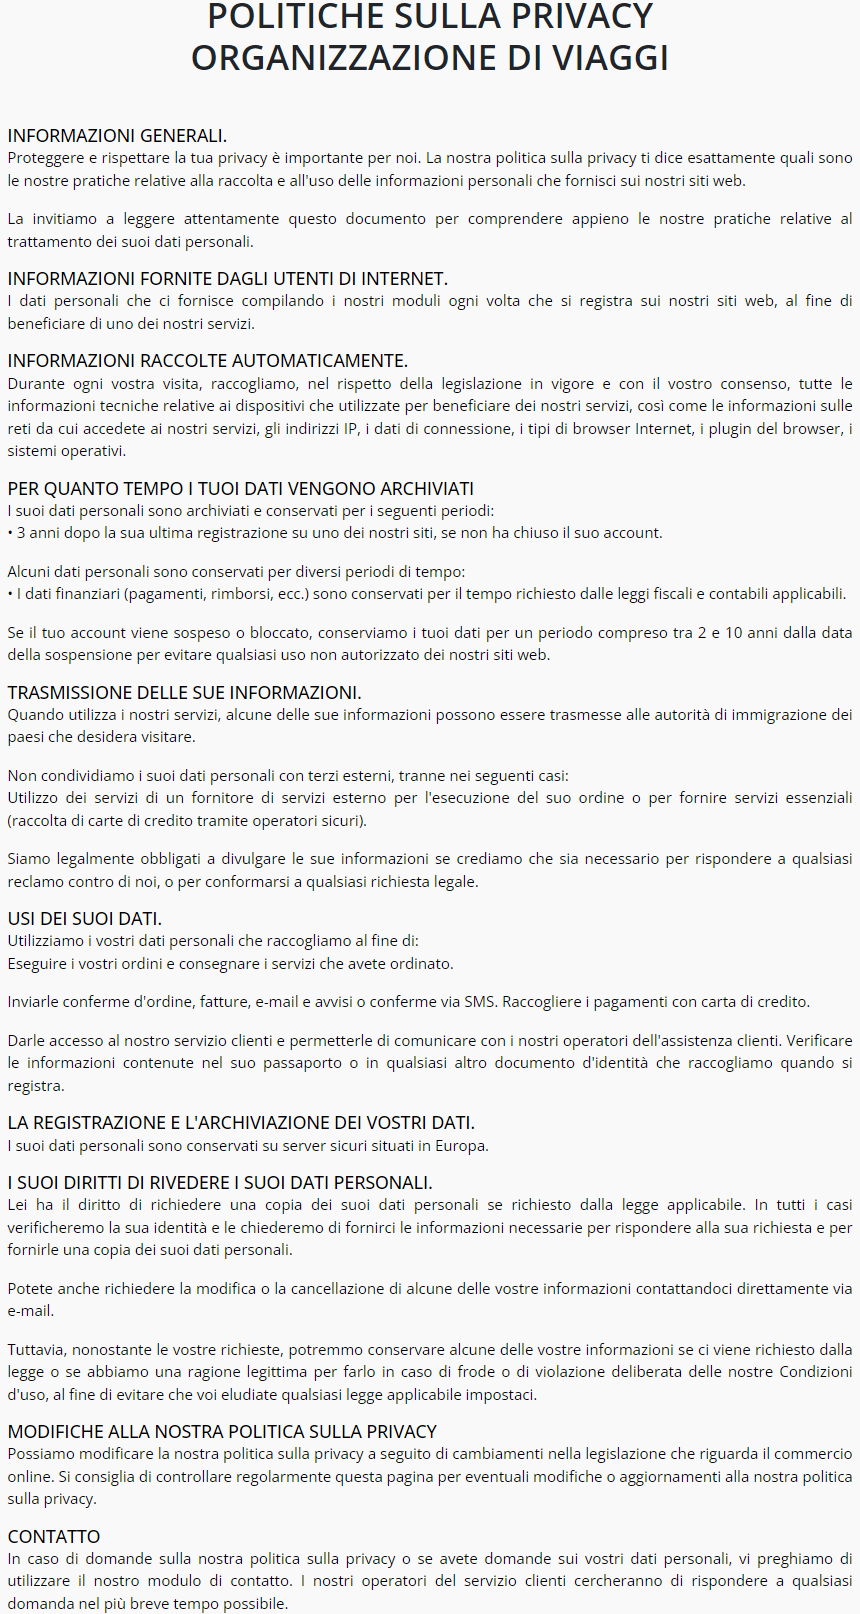 POLITICHE SULLA PRIVACY
ORGANIZZAZIONE DI VIAGGI
INFORMAZIONI GENERALI.
Proteggere e rispettare la tua privacy è importante per noi. La nostra politica sulla privacy ti dice esattamente quali sono
le nostre pratiche relative alla raccolta e all'uso delle informazioni personali che fornisci sui nostri siti web.
La invitiamo a leggere attentamente questo documento per comprendere appieno le nostre pratiche relative al
trattamento dei suoi dati personali.
INFORMAZIONI FORNITE DAGLI UTENTI DI INTERNET.
I dati personali che ci fornisce compilando i nostri moduli ogni volta che si registra sui nostri siti web, al fine di
beneficiare di uno dei nostri servizi.
INFORMAZIONI RACCOLTE AUTOMATICAMENTE.
Durante ogni vostra visita, raccogliamo, nel rispetto della legislazione in vigore e con il vostro consenso, tutte le
informazioni tecniche relative ai dispositivi che utilizzate per beneficiare dei nostri servizi, così come le informazioni sulle
reti da cui accedete ai nostri servizi, gli indirizzi IP, i dati di connessione, i tipi di browser Internet, i plugin del browser, i
sistemi operativi.
PER QUANTO TEMPO I TUOI DATI VENGONO ARCHIVIATI
I suoi dati personali sono archiviati e conservati per i seguenti periodi:
• 3 anni dopo la sua ultima registrazione su uno dei nostri siti, se non ha chiuso il suo account.
Alcuni dati personali sono conservati per diversi periodi di tempo:
• I dati finanziari (pagamenti, rimborsi, ecc.) sono conservati per il tempo richiesto dalle leggi fiscali e contabili applicabili.
Se il tuo account viene sospeso o bloccato, conserviamo i tuoi dati per un periodo compreso tra 2 e 10 anni dalla data
della sospensione per evitare qualsiasi uso non autorizzato dei nostri siti web.
TRASMISSIONE DELLE SUE INFORMAZIONI.
Quando utilizza i nostri servizi, alcune delle sue informazioni possono essere trasmesse alle autorità di immigrazione dei
paesi che desidera visitare.
Non condividiamo i suoi dati personali con terzi esterni, tranne nei seguenti casi:
Utilizzo dei servizi di un fornitore di servizi esterno per l'esecuzione del suo ordine o per fornire servizi essenziali
(raccolta di carte di credito tramite operatori sicuri).
Siamo legalmente obbligati a divulgare le sue informazioni se crediamo che sia necessario per rispondere a qualsiasi
reclamo contro di noi, o per conformarsi a qualsiasi richiesta legale.
USI DEI SUOI DATI.
Utilizziamo i vostri dati personali che raccogliamo al fine di:
Eseguire i vostri ordini e consegnare i servizi che avete ordinato.
Inviarle conferme d'ordine, fatture, e-mail e avvisi o conferme via SMS. Raccogliere i pagamenti con carta di credito.
Darle accesso al nostro servizio clienti e permetterle di comunicare con i nostri operatori dell'assistenza clienti. Verificare
le informazioni contenute nel suo passaporto o in qualsiasi altro documento d'identità che raccogliamo quando si
registra.
LA REGISTRAZIONE E L'ARCHIVIAZIONE DEI VOSTRI DATI.
I suoi dati personali sono conservati su server sicuri situati in Europa.
I SUOI DIRITTI DI RIVEDERE I SUOI DATI PERSONALI.
Lei ha il diritto di richiedere una copia dei suoi dati personali se richiesto dalla legge applicabile. In tutti i casi
verificheremo la sua identità e le chiederemo di fornirci le informazioni necessarie per rispondere alla sua richiesta e per
fornirle una copia dei suoi dati personali.
Potete anche richiedere la modifica o la cancellazione di alcune delle vostre informazioni contattandoci direttamente via
e-mail.
Tuttavia, nonostante le vostre richieste, potremmo conservare alcune delle vostre informazioni se ci viene richiesto dalla
legge o se abbiamo una ragione legittima per farlo in caso di frode o di violazione deliberata delle nostre Condizioni
d'uso, al fine di evitare che voi eludiate qualsiasi legge applicabile impostaci.
MODIFICHE ALLA NOSTRA POLITICA SULLA PRIVACY
Possiamo modificare la nostra politica sulla privacy a seguito di cambiamenti nella legislazione che riguarda il commercio
online. Si consiglia di controllare regolarmente questa pagina per eventuali modifiche o aggiornamenti alla nostra politica
sulla privacy.
CONTATTO
In caso di domande sulla nostra politica sulla privacy o se avete domande sui vostri dati personali, vi preghiamo di
utilizzare il nostro modulo di contatto. I nostri operatori del servizio clienti cercheranno di rispondere a qualsiasi
domanda nel più breve tempo possibile.